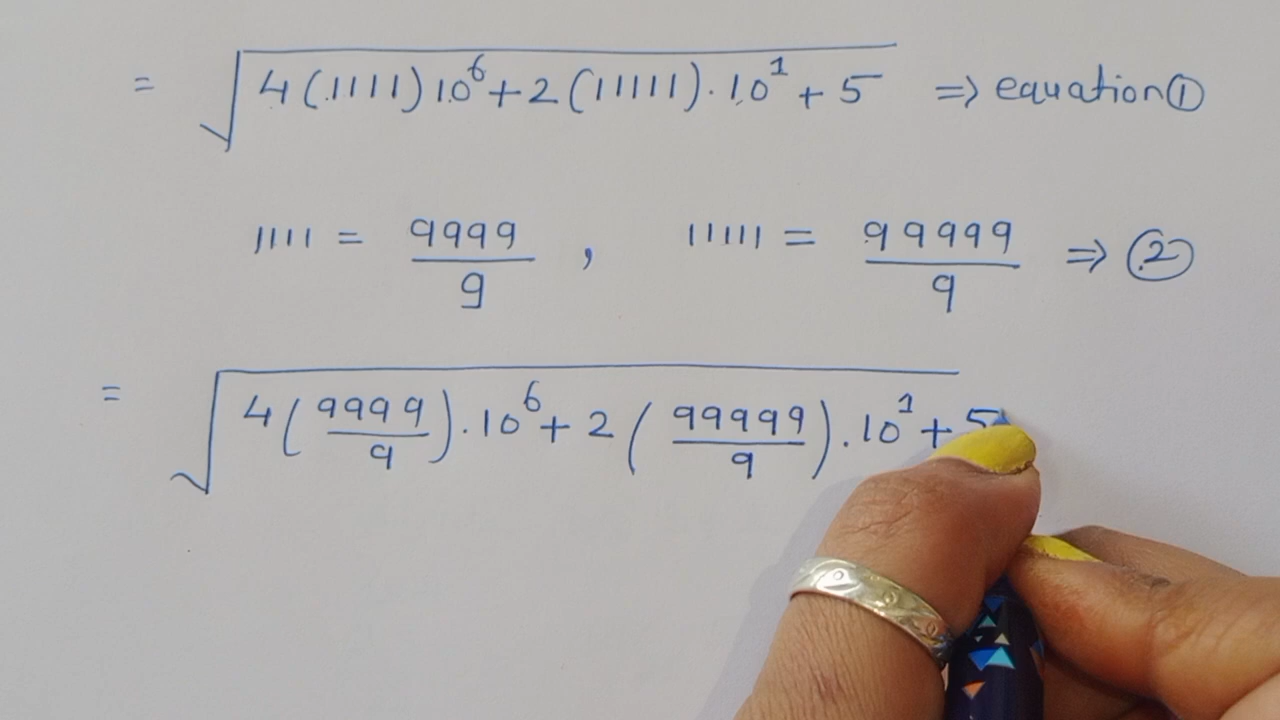 = √4(1111)10⁶+2(11111).10¹+5 ⇒ equation①
1111 = 9999/9 , 11111 = 99999/9 ⇒ ②
= √4(9999/9).10⁶+2(99999/9).10¹+5